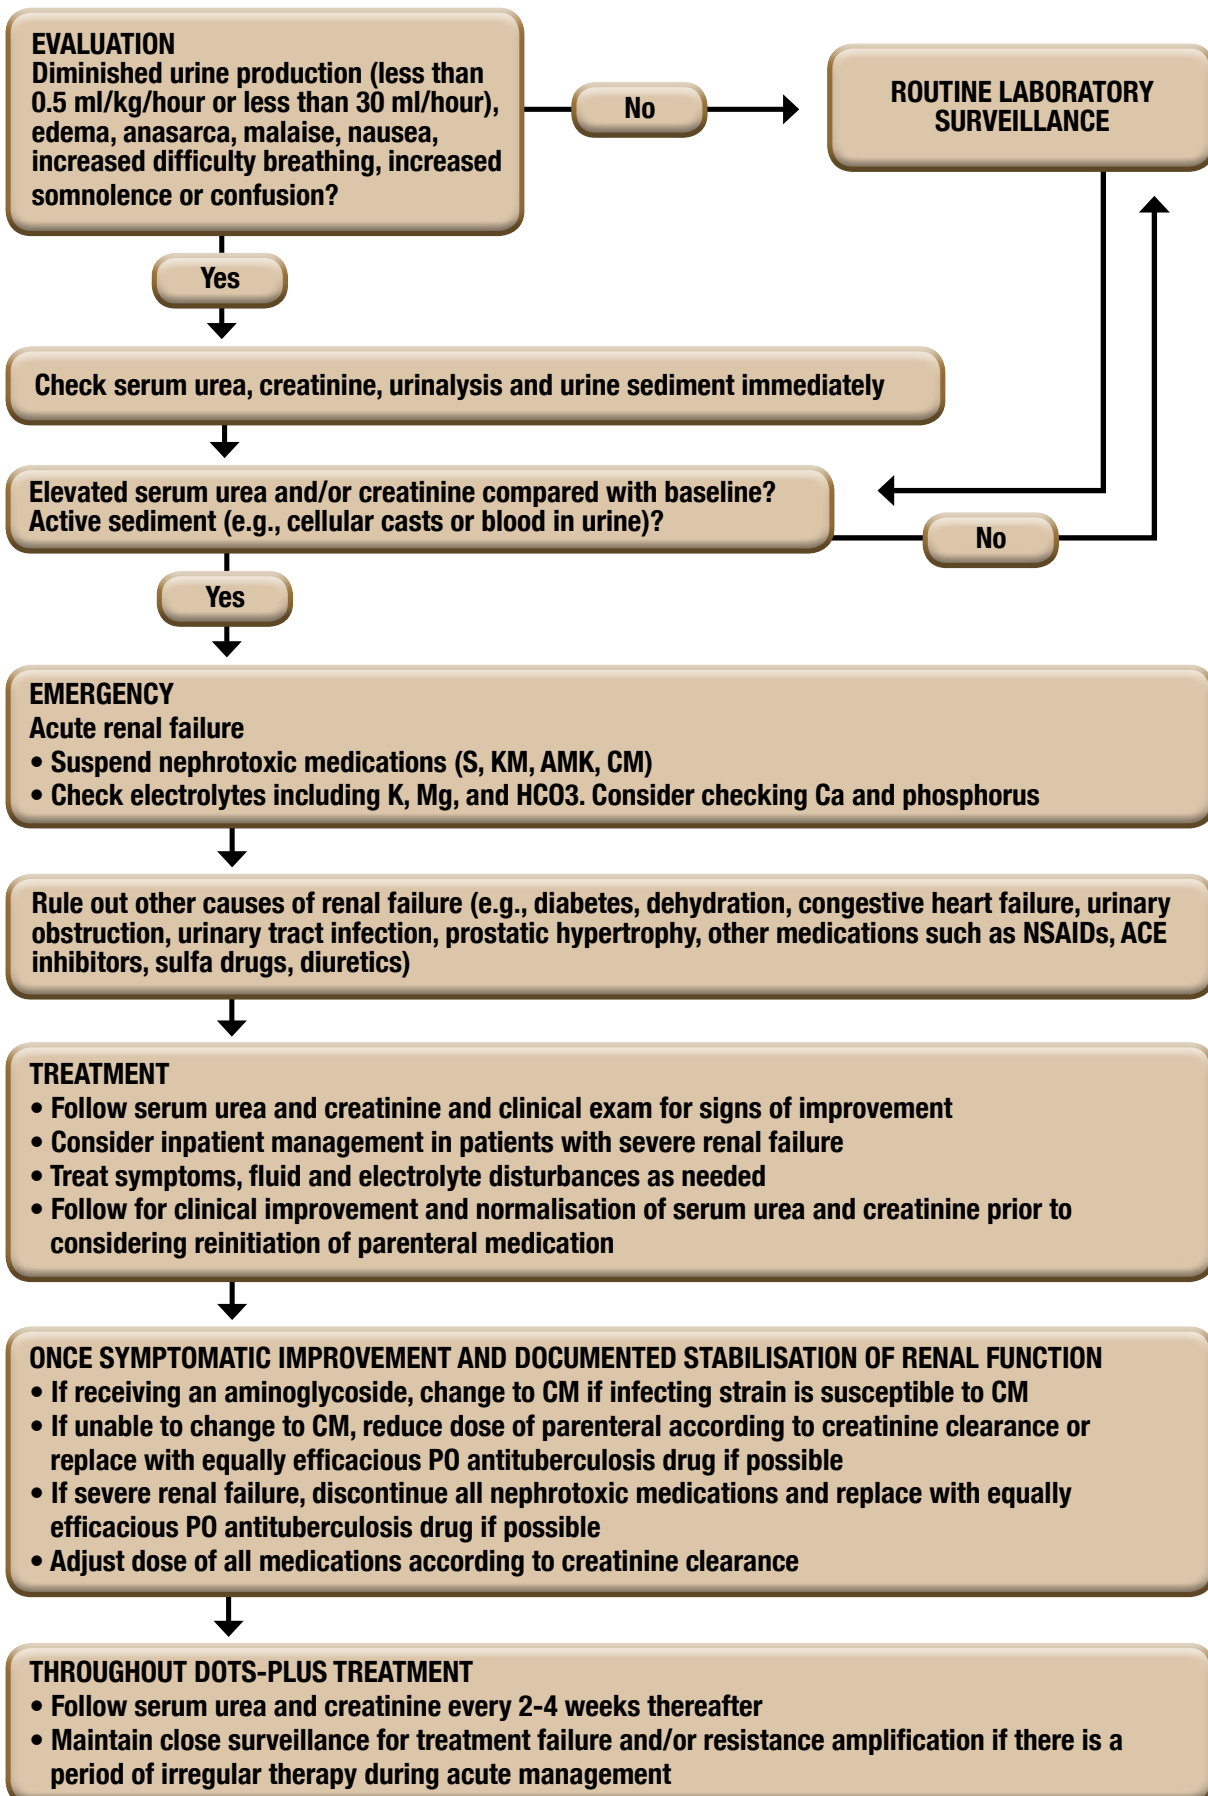 EVALUATION
Diminished urine production (less than
0.5 ml/kg/hour or less than 30 ml/hour),
edema, anasarca, malaise, nausea,
increased difficulty breathing, increased
somnolence or confusion?
No
ROUTINE LABORATORY
SURVEILLANCE
Yes
Check serum urea, creatinine, urinalysis and urine sediment immediately
Elevated serum urea and/or creatinine compared with baseline?
Active sediment (e.g., cellular casts or blood in urine)?
No
Yes
EMERGENCY
Acute renal failure
• Suspend nephrotoxic medications (S, KM, AMK, CM)
• Check electrolytes including K, Mg, and HCO3. Consider checking Ca and phosphorus
Rule out other causes of renal failure (e.g., diabetes, dehydration, congestive heart failure, urinary
obstruction, urinary tract infection, prostatic hypertrophy, other medications such as NSAIDs, ACE
inhibitors, sulfa drugs, diuretics)
TREATMENT
• Follow serum urea and creatinine and clinical exam for signs of improvement
• Consider inpatient management in patients with severe renal failure
• Treat symptoms, fluid and electrolyte disturbances as needed
• Follow for clinical improvement and normalisation of serum urea and creatinine prior to
considering reinitiation of parenteral medication
ONCE SYMPTOMATIC IMPROVEMENT AND DOCUMENTED STABILISATION OF RENAL FUNCTION
• If receiving an aminoglycoside, change to CM if infecting strain is susceptible to CM
• If unable to change to CM, reduce dose of parenteral according to creatinine clearance or
replace with equally efficacious PO antituberculosis drug if possible
• If severe renal failure, discontinue all nephrotoxic medications and replace with equally
efficacious PO antituberculosis drug if possible
• Adjust dose of all medications according to creatinine clearance
THROUGHOUT DOTS-PLUS TREATMENT
• Follow serum urea and creatinine every 2-4 weeks thereafter
• Maintain close surveillance for treatment failure and/or resistance amplification if there is a
period of irregular therapy during acute management